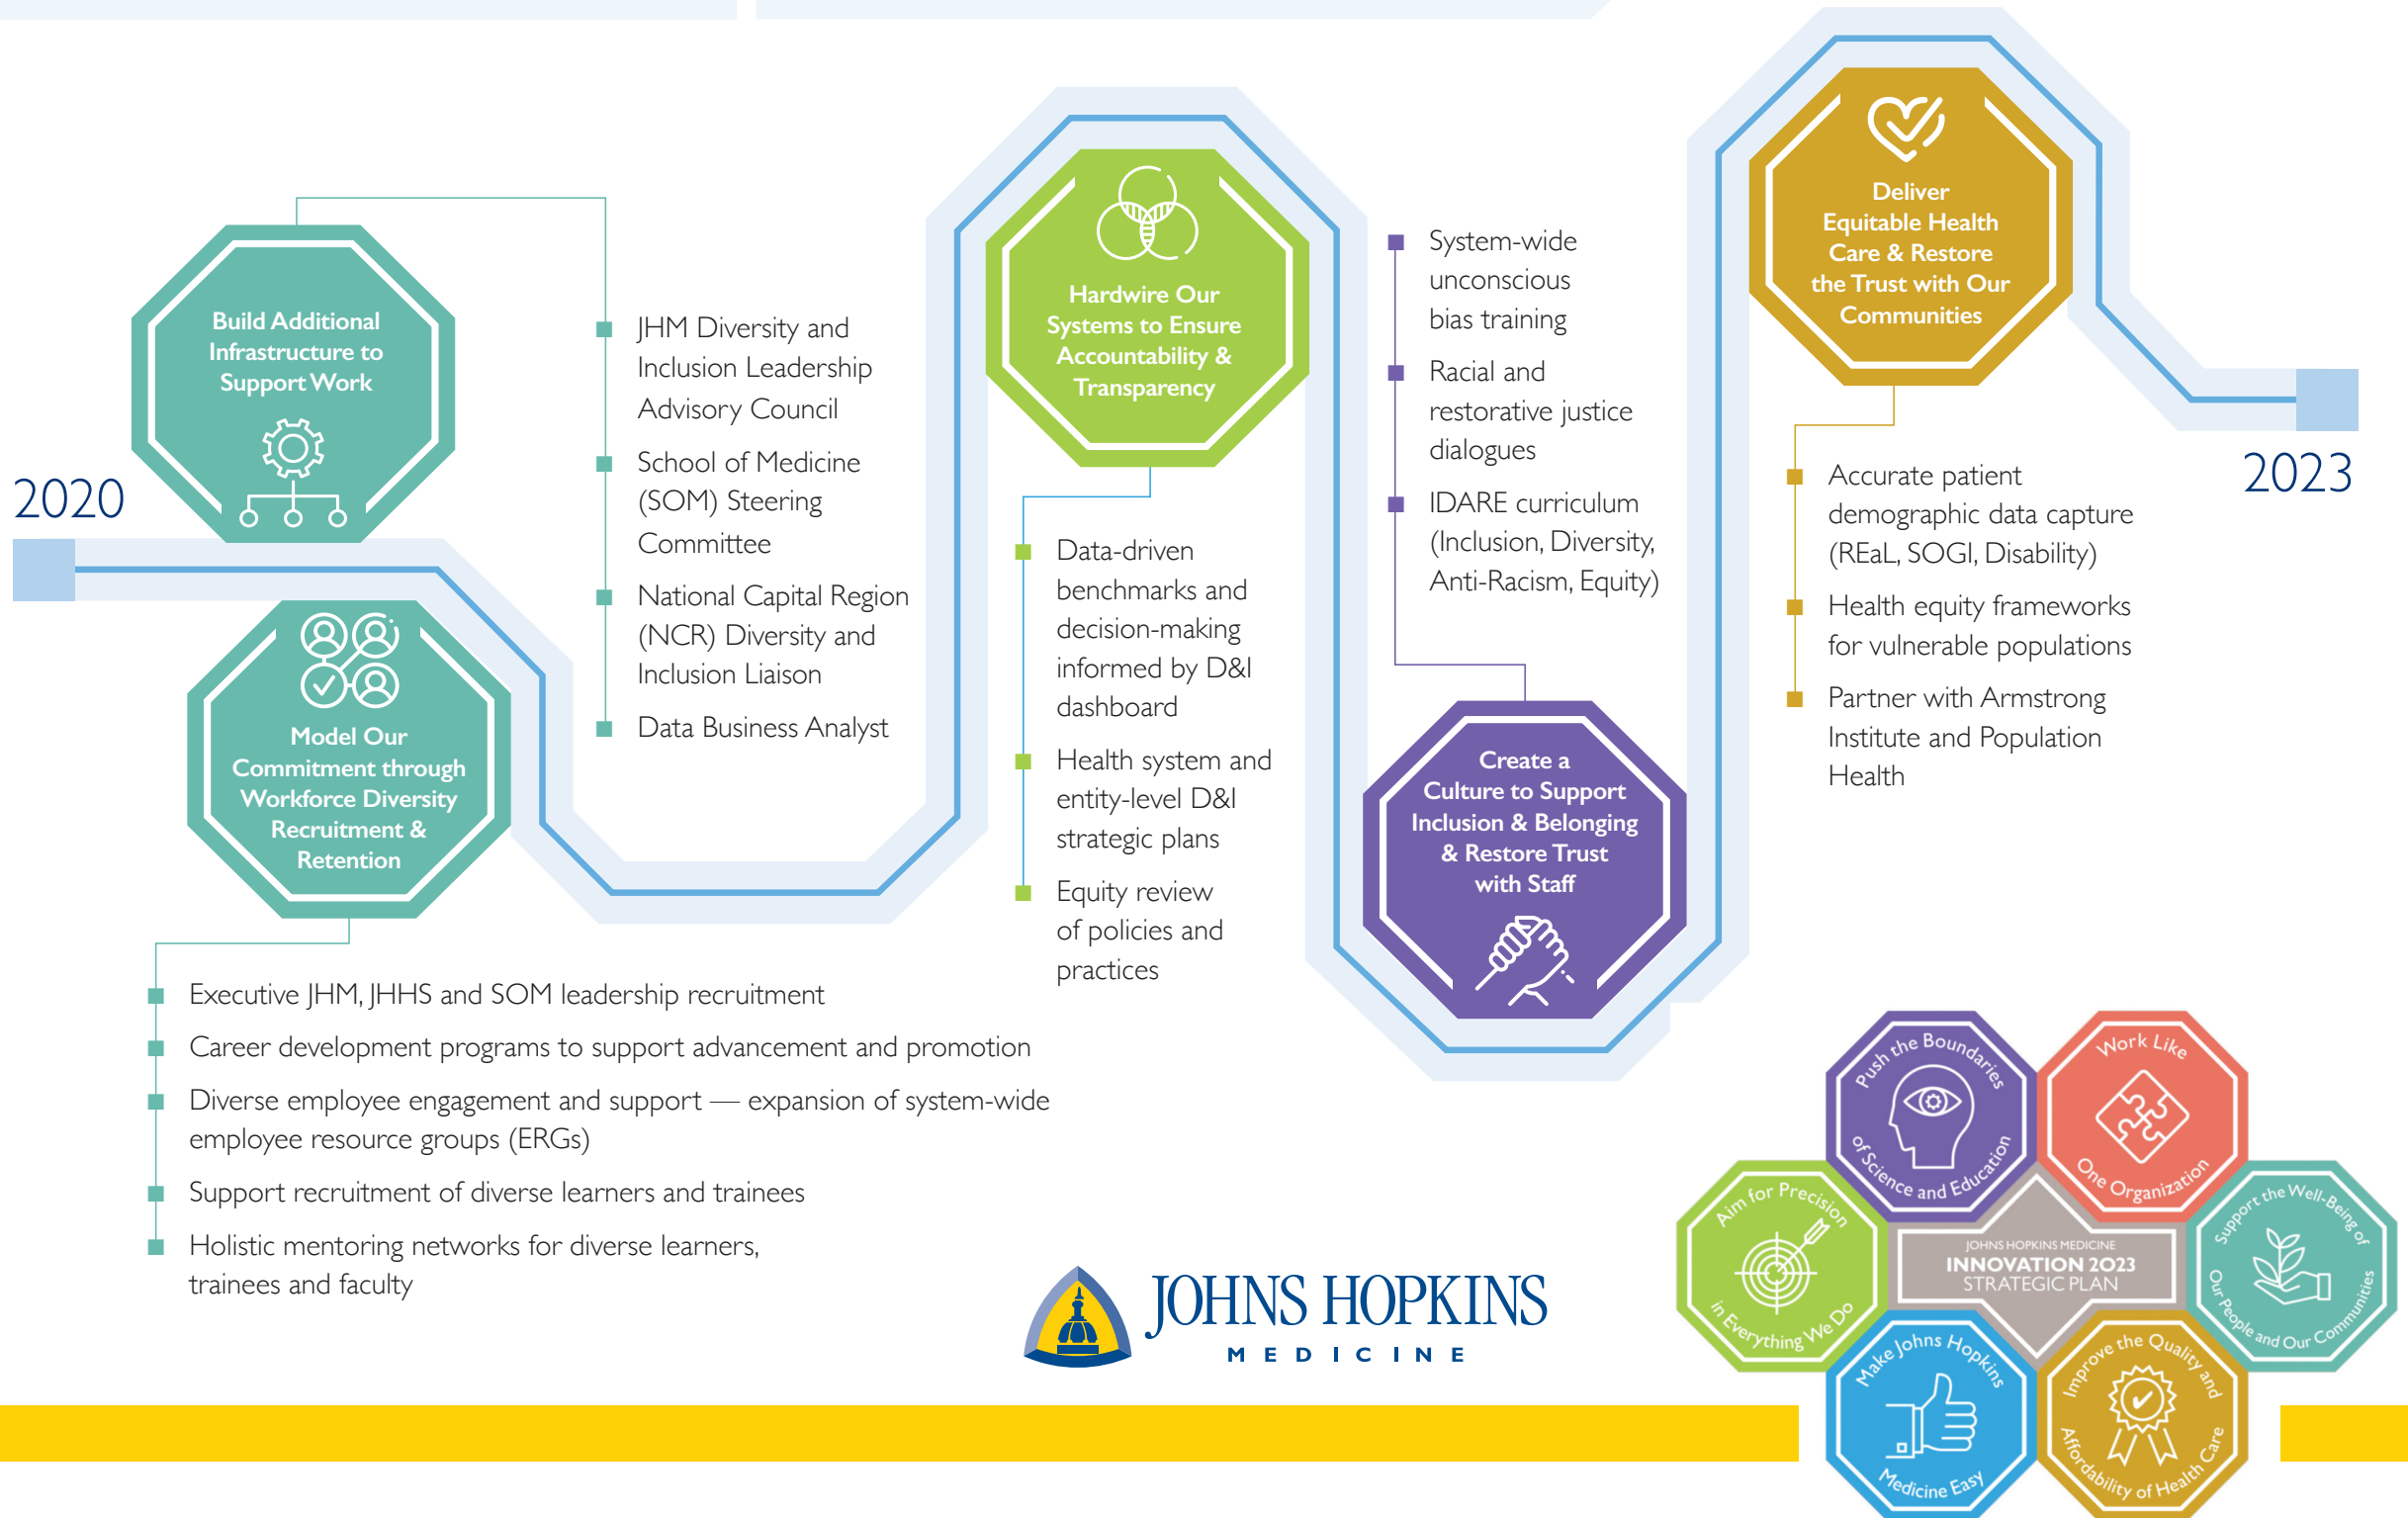 2020
Build Additional
Infrastructure to
Support Work
JHM Diversity and
Inclusion Leadership
Advisory Council
School of Medicine
(SOM) Steering
Committee
National Capital Region
(NCR) Diversity and
Inclusion Liaison
Data Business Analyst
Model Our
Commitment through
Workforce Diversity
Recruitment &
Retention
Executive JHM, JHHS and SOM leadership recruitment
Career development programs to support advancement and promotion
Diverse employee engagement and support — expansion of system-wide
employee resource groups (ERGs)
Support recruitment of diverse learners and trainees
Holistic mentoring networks for diverse learners,
trainees and faculty
Hardwire Our
Systems to Ensure
Accountability &
Transparency
Data-driven
benchmarks and
decision-making
informed by D&I
dashboard
Health system and
entity-level D&I
strategic plans
Equity review
of policies and
practices
System-wide
unconscious
bias training
Racial and
restorative justice
dialogues
IDARE curriculum
(Inclusion, Diversity,
Anti-Racism, Equity)
Create a
Culture to Support
Inclusion & Belonging
& Restore Trust
with Staff
Deliver
Equitable Health
Care & Restore
the Trust with Our
Communities
Accurate patient
demographic data capture
(REaL, SOGI, Disability)
Health equity frameworks
for vulnerable populations
Partner with Armstrong
Institute and Population
Health
2023
JOHNS HOPKINS
MEDICINE
Push the Boundaries
of Science and Education
Work Like
One Organization
Aim for Precision
in Everything We Do
JOHNS HOPKINS MEDICINE
INNOVATION 2023
STRATEGIC PLAN
Support the Well-Being of
Our People and Our Communities
Make Johns Hopkins
Medicine Easy
Improve the Quality and
Affordability of Health Care